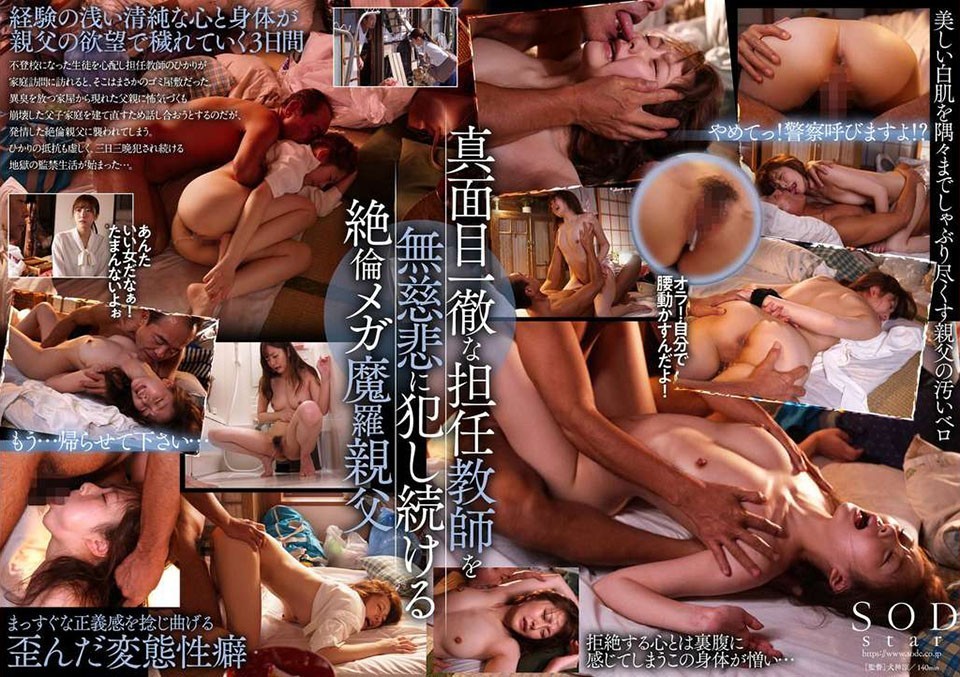 経験の浅い清純な心と身体が
親父の欲望で穢れていく3日間
不登校になった生徒を心配し担任教師のひかりが
家庭訪問に訪れると、そこはまさかのゴミ屋敷だった。
異臭を放つ家屋から現れた父親に怖気づくも
崩壊した父子家庭を建て直すため話し合おうとするのだが、
発情した絶倫親父に襲われてしまう。
ひかりの抵抗も虚しく、三日三晩犯され続ける
地獄の監禁生活が始まった…。
美しい白肌を隅々までしゃぶり尽くす親父の汚いベロ
やめてっ!警察呼びますよ!?
真面目一徹な担任教師を
無慈悲に犯し続ける
絶倫メガ魔羅親父
あんた
いい女だなぁ!
たまんないよぉ
オラ!自分で
腰動かすんだよ!
もう…帰らせて下さい…
まっすぐな正義感を捻じ曲げる
歪んだ変態性癖
拒絶する心とは裏腹に
感じてしまうこの身体が憎い…
SOD
star
https://www.sod.co.jp
/140min